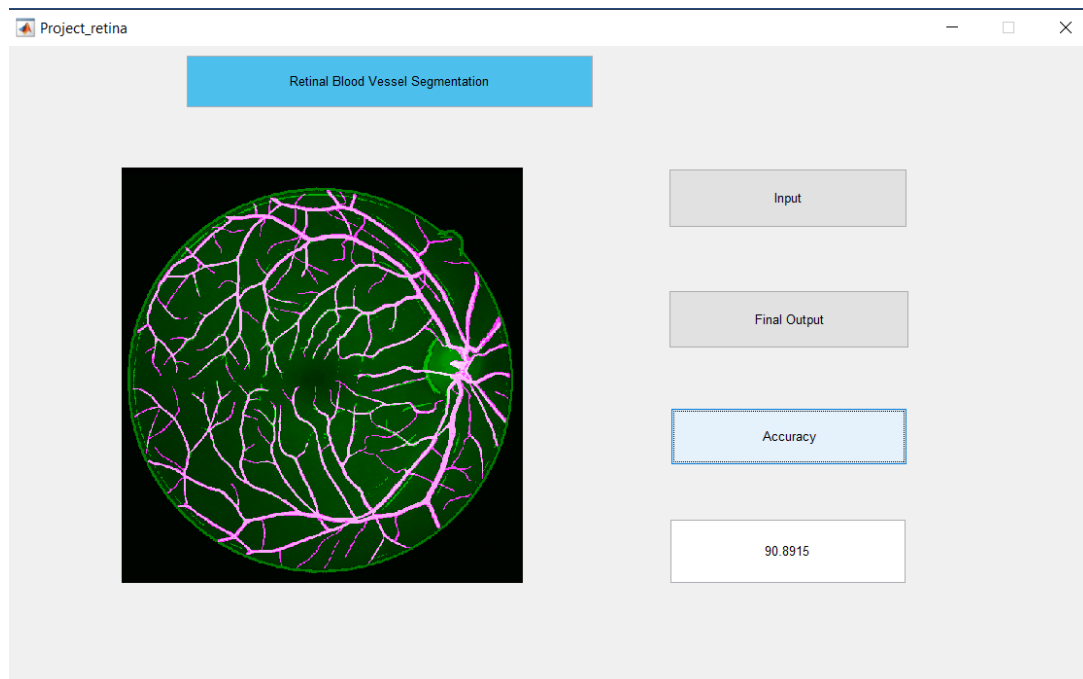 Project_retina
Retinal Blood Vessel Segmentation
Input
Final Output
Accuracy
90.8915